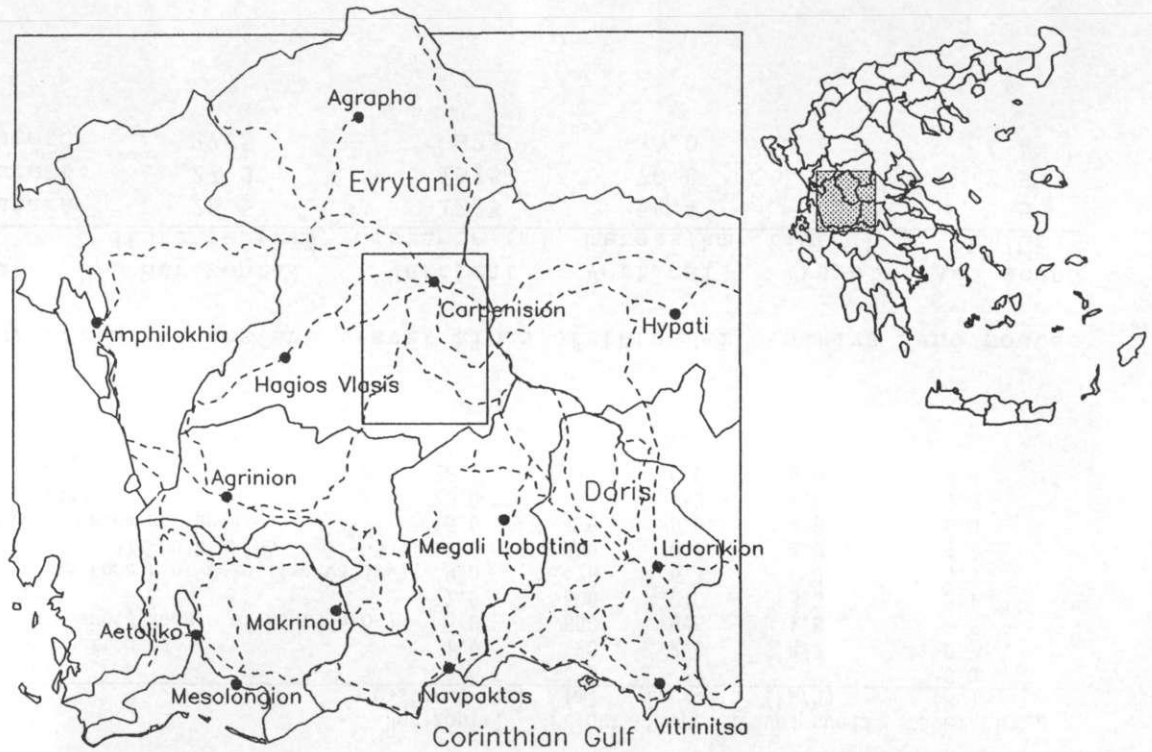 Agrapha
Evrytania
Carpenision
Amphilokhia
Hypati
Hagios Vlasis
Agrinion
Doris
Megali Lobotina
Lidorikion
Makrinou
Aetoliko
Mesolongion
Navpaktos
Vitrinitsa
Corinthian Gulf